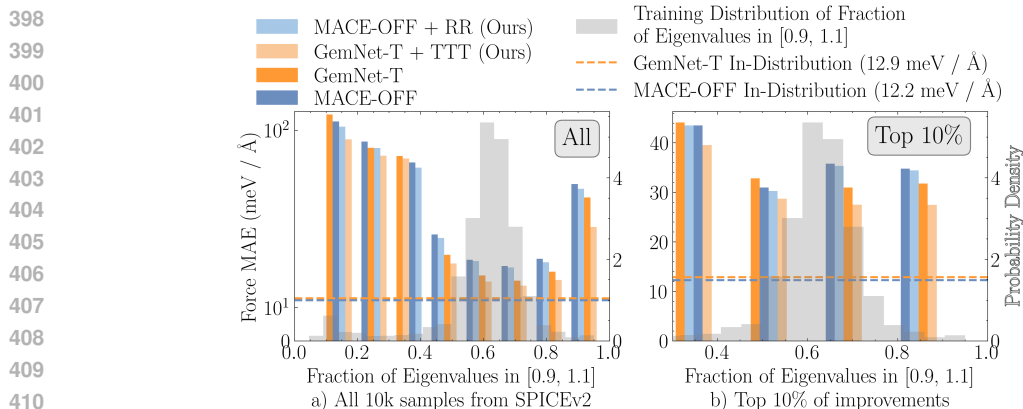 398
399
400
401
402
403
404
405
406
407
408
409
410
MACE-OFF + RR (Ours)
GemNet-T + TTT (Ours)
GemNet-T
MACE-OFF
Training Distribution of Fraction
of Eigenvalues in [0.9, 1.1]
GemNet-T In-Distribution (12.9 meV / Å)
MACE-OFF In-Distribution (12.2 meV / Å)
Force MAE (meV / Å)
10²
10¹
All
4
2
0
0.0 0.2 0.4 0.6 0.8 1.0
Fraction of Eigenvalues in [0.9, 1.1]
a) All 10k samples from SPICEv2
40
30
20
10
0
Top 10%
4
2
0
Probability Density
0.4 0.6 0.8 1.0
Fraction of Eigenvalues in [0.9, 1.1]
b) Top 10% of improvements